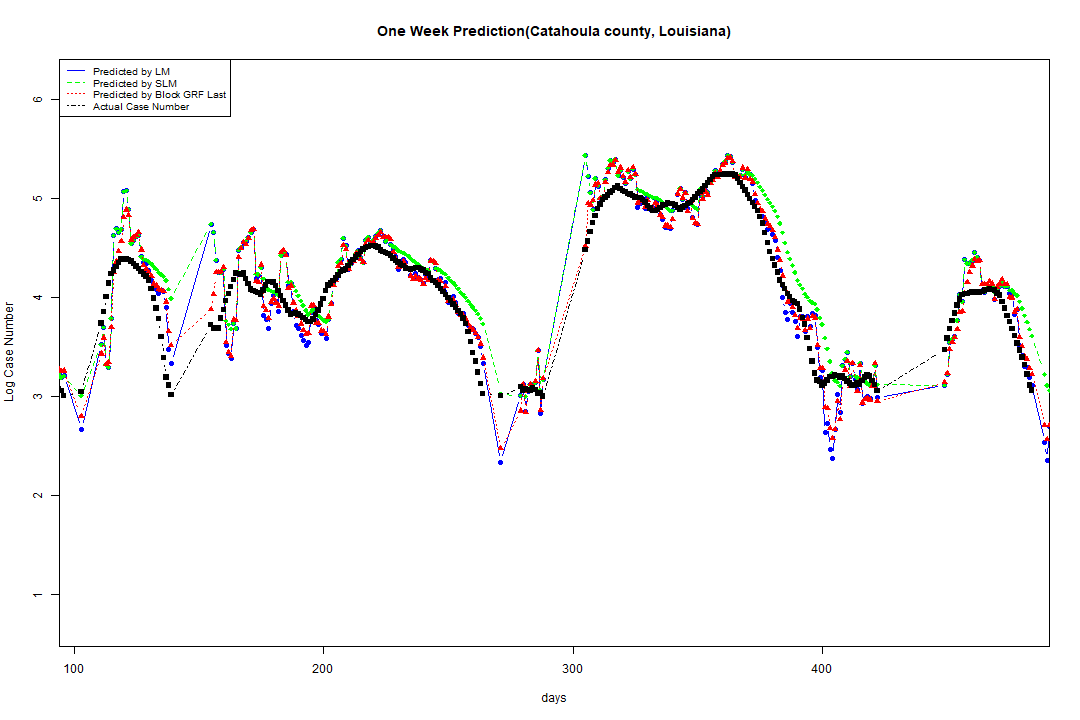 One Week Prediction(Catahoula county, Louisiana)
Predicted by LM
Predicted by SLM
Predicted by Block GRF Last
Actual Case Number
Log Case Number
6
5
4
3
2
1
100 200 300 400
days